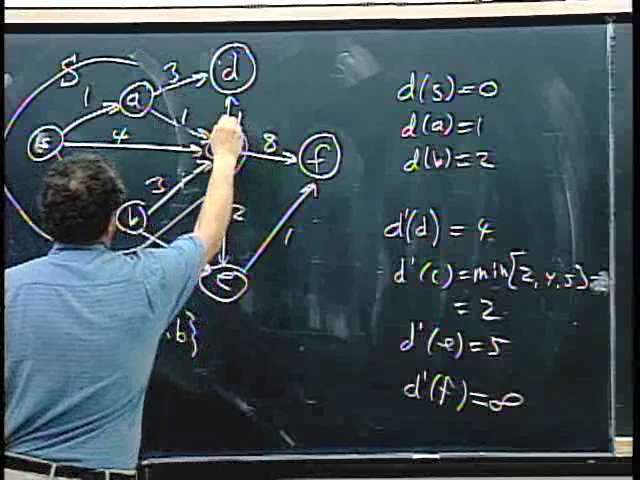 5
3
d
1
a
1
s
4
8
f
3
b
2
1
e
,b}
d(s)=0
d(a)=1
d(b)=2
d'(d) = 4
d'(c)=min{2,4,5}=
= 2
d'(e)=5
d'(f)=∞